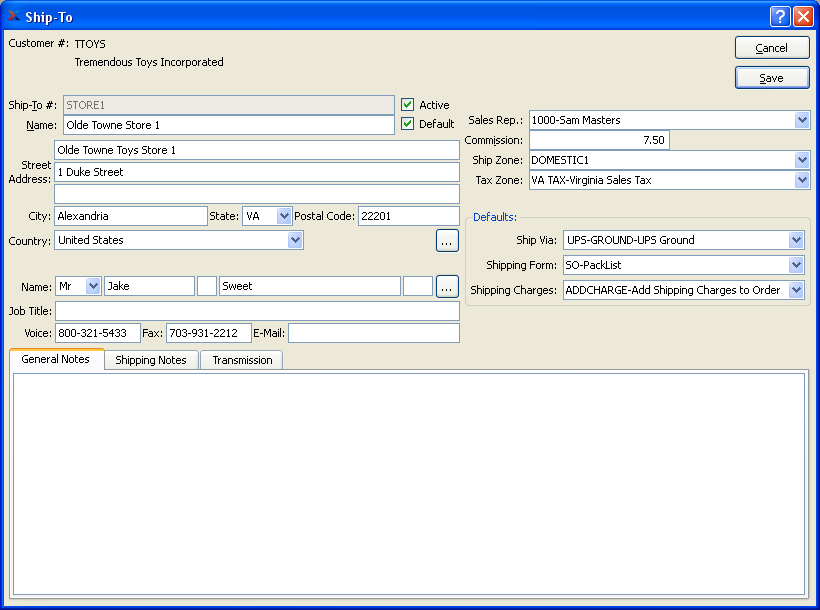 Ship-To
Customer #: TTOYS
Tremendous Toys Incorporated
Cancel
Save
Ship-To #: STORE1
Active
Name: Olde Towne Toys Store 1
Default
Street Address: Olde Towne Toys Store 1
1 Duke Street
City: Alexandria State: VA Postal Code: 22201
Country: United States ...
Name: Mr Jake Sweet ...
Job Title:
Voice: 800-321-5433 Fax: 703-931-2212 E-Mail:
Sales Rep.: 1000-Sam Masters
Commission: 7.50
Ship Zone: DOMESTIC1
Tax Zone: VA TAX-Virginia Sales Tax
Defaults:
Ship Via: UPS-GROUND-UPS Ground
Shipping Form: SO-PackList
Shipping Charges: ADDCHARGE-Add Shipping Charges to Order
General Notes Shipping Notes Transmission